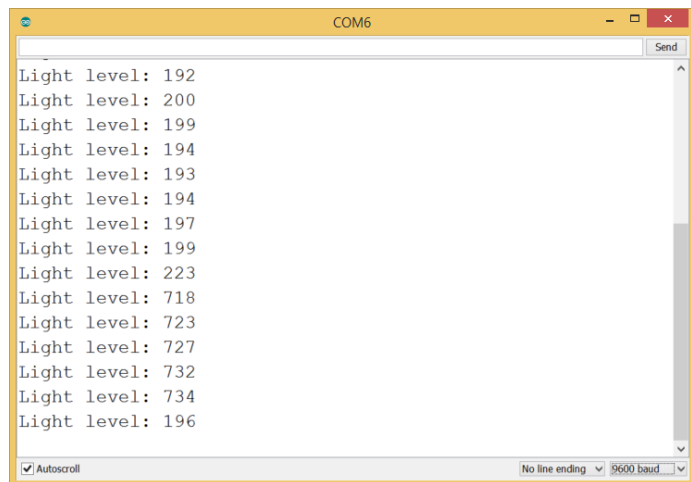 COM6
Send
Light level: 192
Light level: 200
Light level: 199
Light level: 194
Light level: 193
Light level: 194
Light level: 197
Light level: 199
Light level: 223
Light level: 718
Light level: 723
Light level: 727
Light level: 732
Light level: 734
Light level: 196
Autoscroll
No line ending
9600 baud